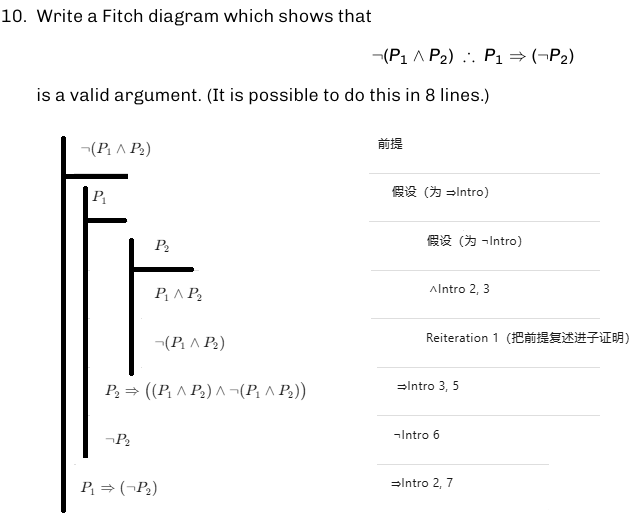 10. Write a Fitch diagram which shows that
¬(P₁ ∧ P₂) ∴ P₁ ⇒ (¬P₂)
is a valid argument. (It is possible to do this in 8 lines.)
¬(P₁ ∧ P₂) 前提
P₁ 假设（为 ⇒Intro）
P₂ 假设（为 ¬Intro）
P₁ ∧ P₂ ∧Intro 2, 3
¬(P₁ ∧ P₂) Reiteration 1（把前提复述进子证明）
P₂ ⇒ ((P₁ ∧ P₂) ∧ ¬(P₁ ∧ P₂)) ⇒Intro 3, 5
¬P₂ ¬Intro 6
P₁ ⇒ (¬P₂) ⇒Intro 2, 7